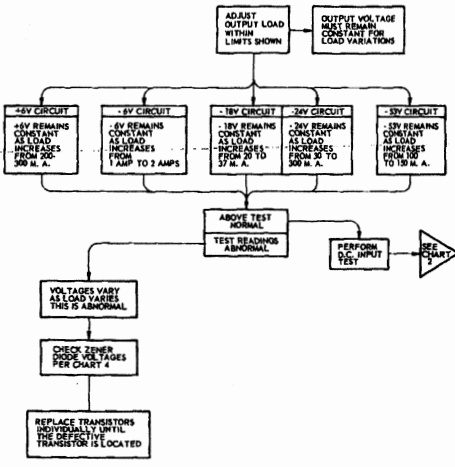 ADJUST
OUTPUT LOAD
WITHIN
LIMITS SHOWN
OUTPUT VOLTAGE
MUST REMAIN
CONSTANT FOR
LOAD VARIATIONS
+6V CIRCUIT
+6V REMAINS
CONSTANT
AS LOAD
INCREASES
FROM 200-
300 M. A.
- 6V CIRCUIT
- 6V REMAINS
CONSTANT
AS LOAD
INCREASES
FROM
1 AMP TO 2 AMPS
- 18V CIRCUIT
- 18V REMAINS
CONSTANT
AS LOAD
INCREASES
FROM 20 TO
37 M. A.
-24V CIRCUIT
-24V REMAINS
CONSTANT
AS LOAD
INCREASES
FROM 30 TO
300 M. A.
- 53V CIRCUIT
- 53V REMAINS
CONSTANT
AS LOAD
INCREASES
FROM 100
TO 150 M. A.
ABOVE TEST
NORMAL
TEST READINGS
ABNORMAL
PERFORM
D.C. INPUT
TEST
SEE
CHART
2
VOLTAGES VARY
AS LOAD VARIES
THIS IS ABNORMAL
CHECK ZENER
DIODE VOLTAGES
PER CHART 4
REPLACE TRANSISTORS
INDIVIDUALLY UNTIL
THE DEFECTIVE
TRANSISTOR IS LOCATED